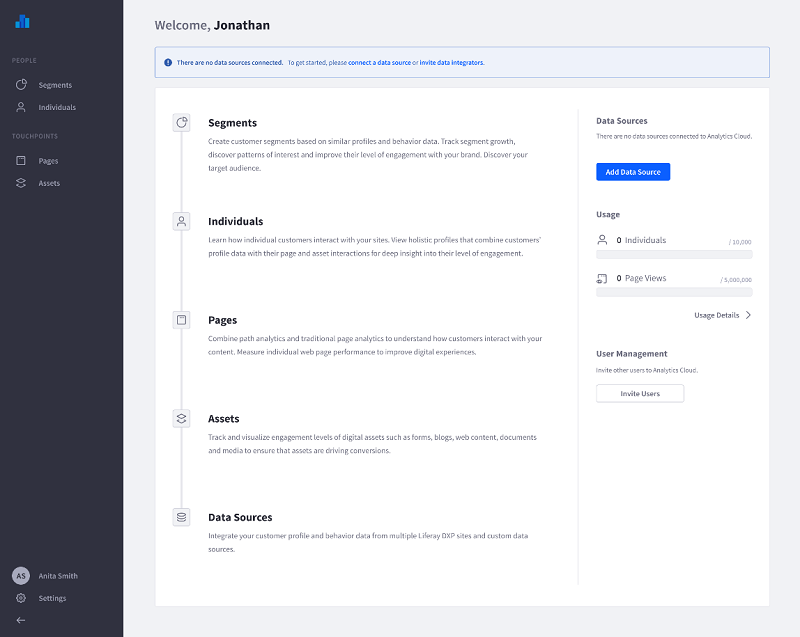 PEOPLE
Segments
Individuals
TOUCHPOINTS
Pages
Assets
AS Anita Smith
Settings
Welcome, Jonathan
There are no data sources connected. To get started, please connect a data source or invite data integrators.
Segments
Create customer segments based on similar profiles and behavior data. Track segment growth,
discover patterns of interest and improve their level of engagement with your brand. Discover your
target audience.
Individuals
Learn how individual customers interact with your sites. View holistic profiles that combine customers'
profile data with their page and asset interactions for deep insight into their level of engagement.
Pages
Combine path analytics and traditional page analytics to understand how customers interact with your
content. Measure individual web page performance to improve digital experiences.
Assets
Track and visualize engagement levels of digital assets such as forms, blogs, web content, documents
and media to ensure that assets are driving conversions.
Data Sources
Integrate your customer profile and behavior data from multiple Liferay DXP sites and custom data
sources.
Data Sources
There are no data sources connected to Analytics Cloud.
Add Data Source
Usage
0 Individuals / 10,000
0 Page Views / 5,000,000
Usage Details
User Management
Invite other users to Analytics Cloud.
Invite Users